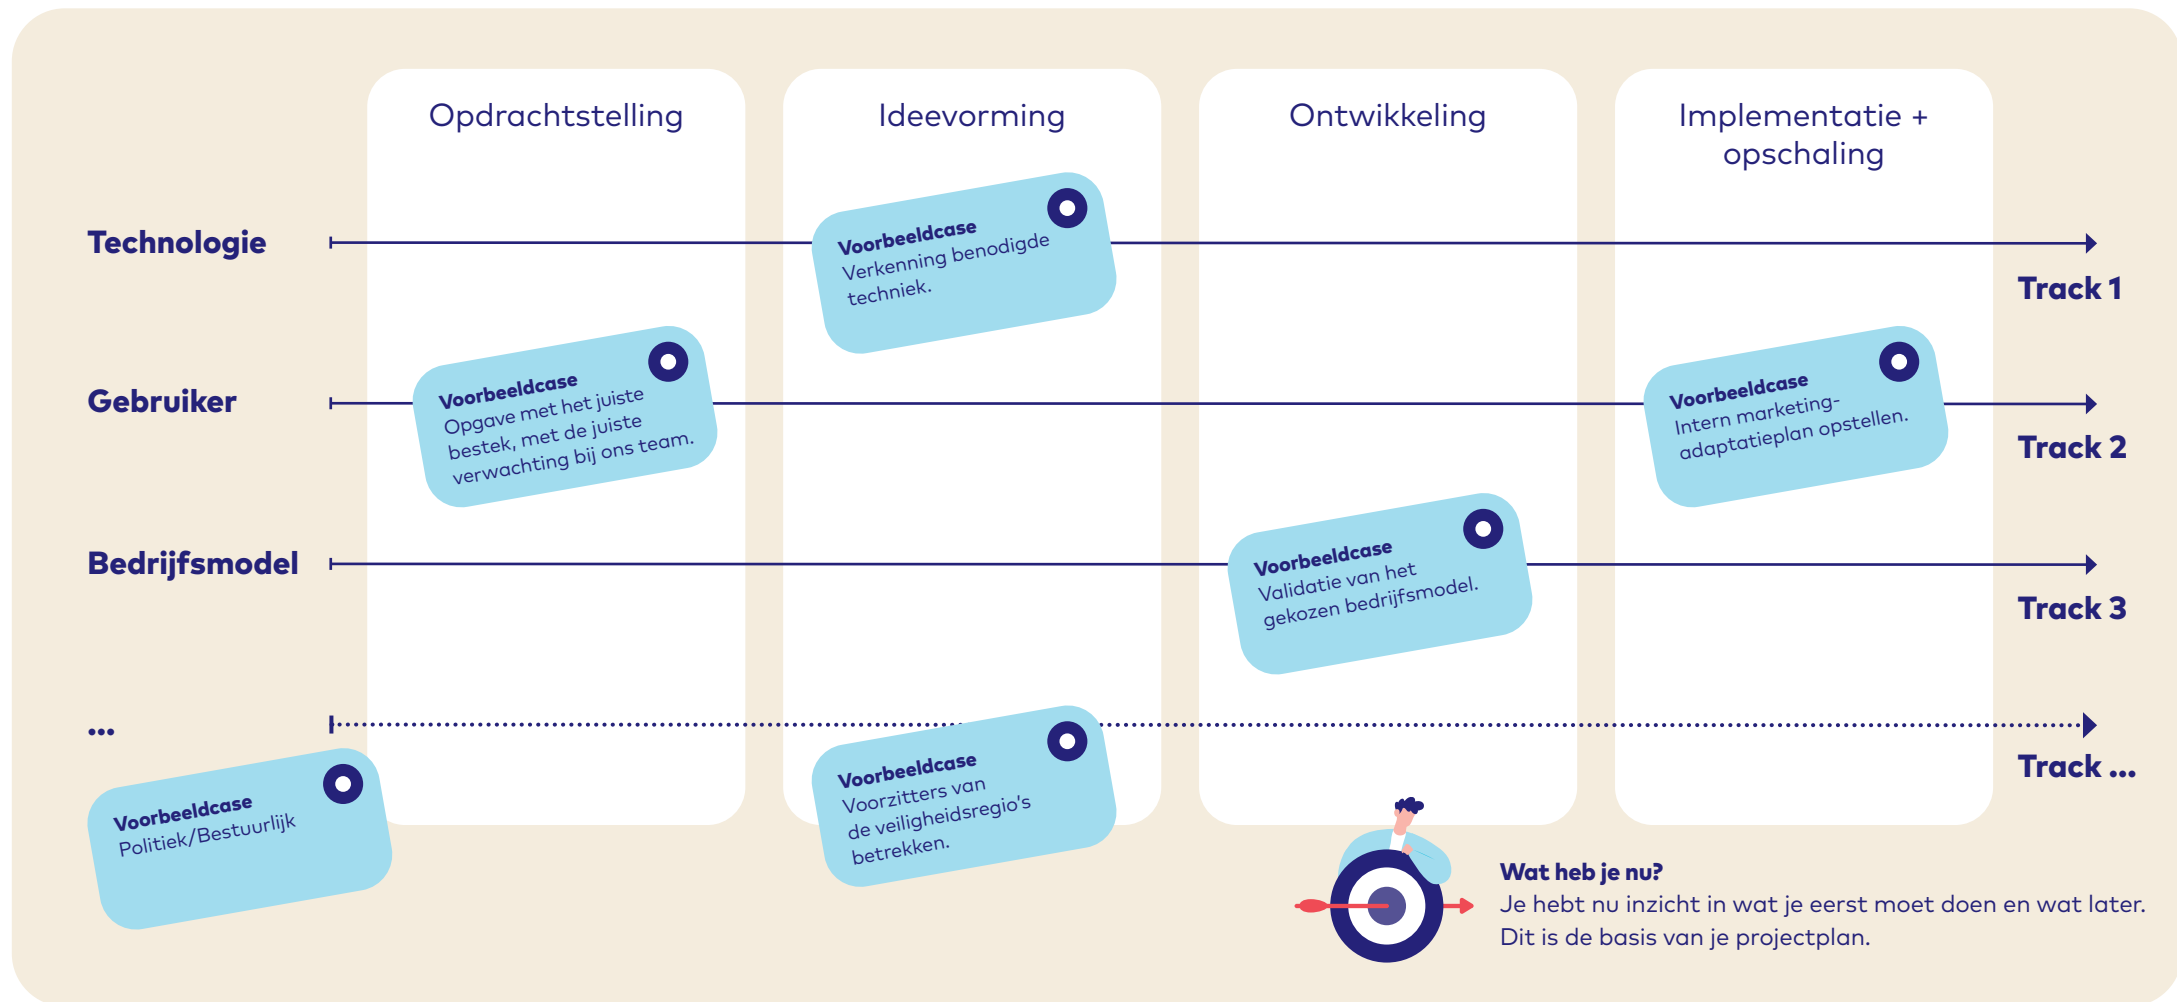 Opdrachtstelling
Ideevorming
Ontwikkeling
Implementatie +
opschaling
Technologie
Voorbeeldcase
Verkenning benodigde
techniek.
Track 1
Gebruiker
Voorbeeldcase
Opgave met het juiste
bestek, met de juiste
verwachting bij ons team.
Voorbeeldcase
Intern marketing-
adaptatieplan opstellen.
Track 2
Bedrijfsmodel
Voorbeeldcase
Validatie van het
gekozen bedrijfsmodel.
Track 3
...
Track ...
Voorbeeldcase
Politiek/Bestuurlijk
Voorbeeldcase
Voorzitters van
de veiligheidsregio's
betrekken.
Wat heb je nu?
Je hebt nu inzicht in wat je eerst moet doen en wat later.
Dit is de basis van je projectplan.